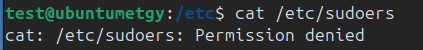 test@ubuntumetgy:/etc$ cat /etc/sudoers
cat: /etc/sudoers: Permission denied